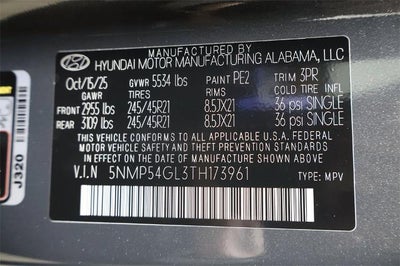 MANUFACTURED BY
HYUNDAI MOTOR MANUFACTURING ALABAMA, LLC
Oct/15/25 GVWR 5534 lbs PAINT PE2 TRIM 3PR
GAWR TIRES RIMS COLD TIRE INFL
FRONT 2955 lbs 245/45R21 8.5JX21 36 psi SINGLE
REAR 3109 lbs 245/45R21 8.5JX21 36 psi SINGLE
THIS VEHICLE CONFORMS TO ALL APPLICABLE U.S.A. FEDERAL
MOTOR VEHICLE SAFETY STANDARDS IN EFFECT
ON THE DATE OF MANUFACTURE SHOWN ABOVE.
V.I.N 5NMP54GL3TH173961 TYPE: MPV
J320